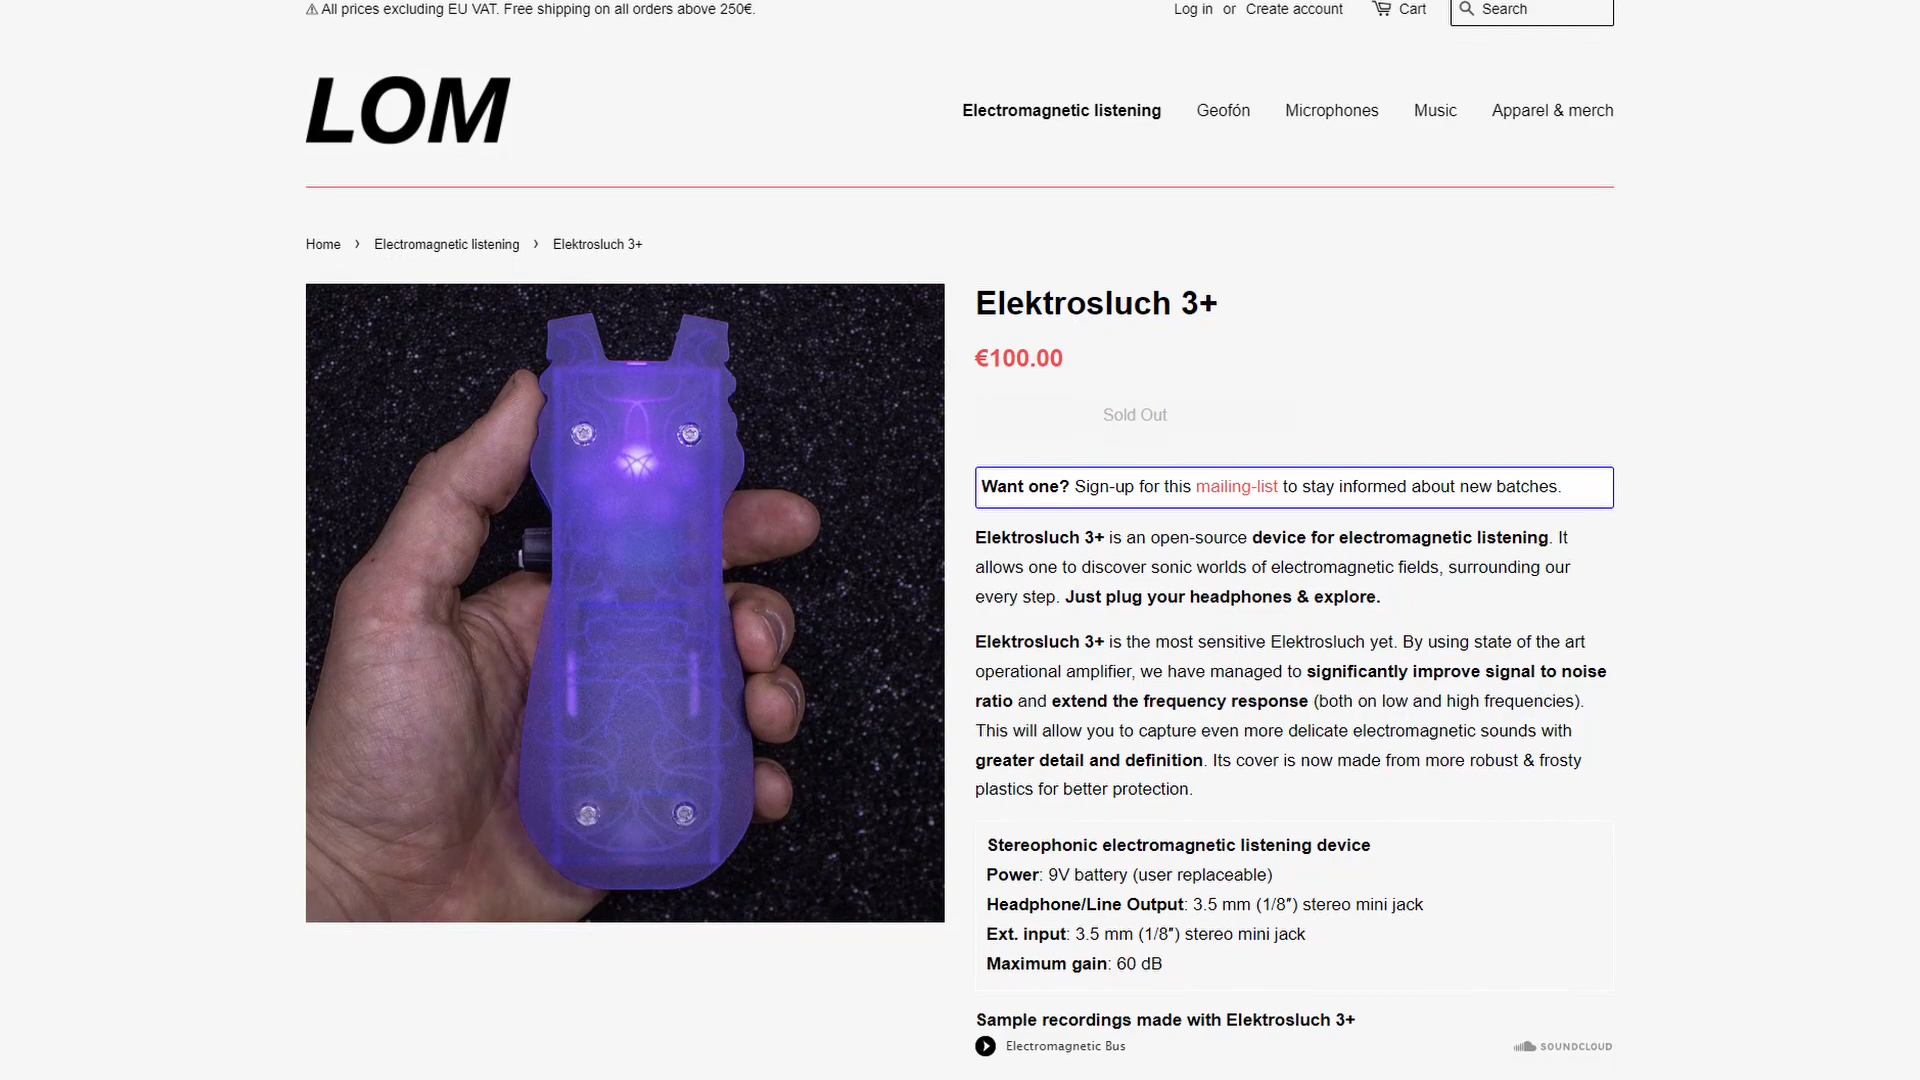 ⚠ All prices excluding EU VAT. Free shipping on all orders above 250€.
Log in or Create account Cart Search
LOM
Electromagnetic listening Geofón Microphones Music Apparel & merch
Home › Electromagnetic listening › Elektrosluch 3+
Elektrosluch 3+
€100.00
Sold Out
Want one? Sign-up for this mailing-list to stay informed about new batches.
Elektrosluch 3+ is an open-source device for electromagnetic listening. It
allows one to discover sonic worlds of electromagnetic fields, surrounding our
every step. Just plug your headphones & explore.
Elektrosluch 3+ is the most sensitive Elektrosluch yet. By using state of the art
operational amplifier, we have managed to significantly improve signal to noise
ratio and extend the frequency response (both on low and high frequencies).
This will allow you to capture even more delicate electromagnetic sounds with
greater detail and definition. Its cover is now made from more robust & frosty
plastics for better protection.
Stereophonic electromagnetic listening device
Power: 9V battery (user replaceable)
Headphone/Line Output: 3.5 mm (1/8″) stereo mini jack
Ext. input: 3.5 mm (1/8″) stereo mini jack
Maximum gain: 60 dB
Sample recordings made with Elektrosluch 3+
Electromagnetic Bus SOUNDCLOUD